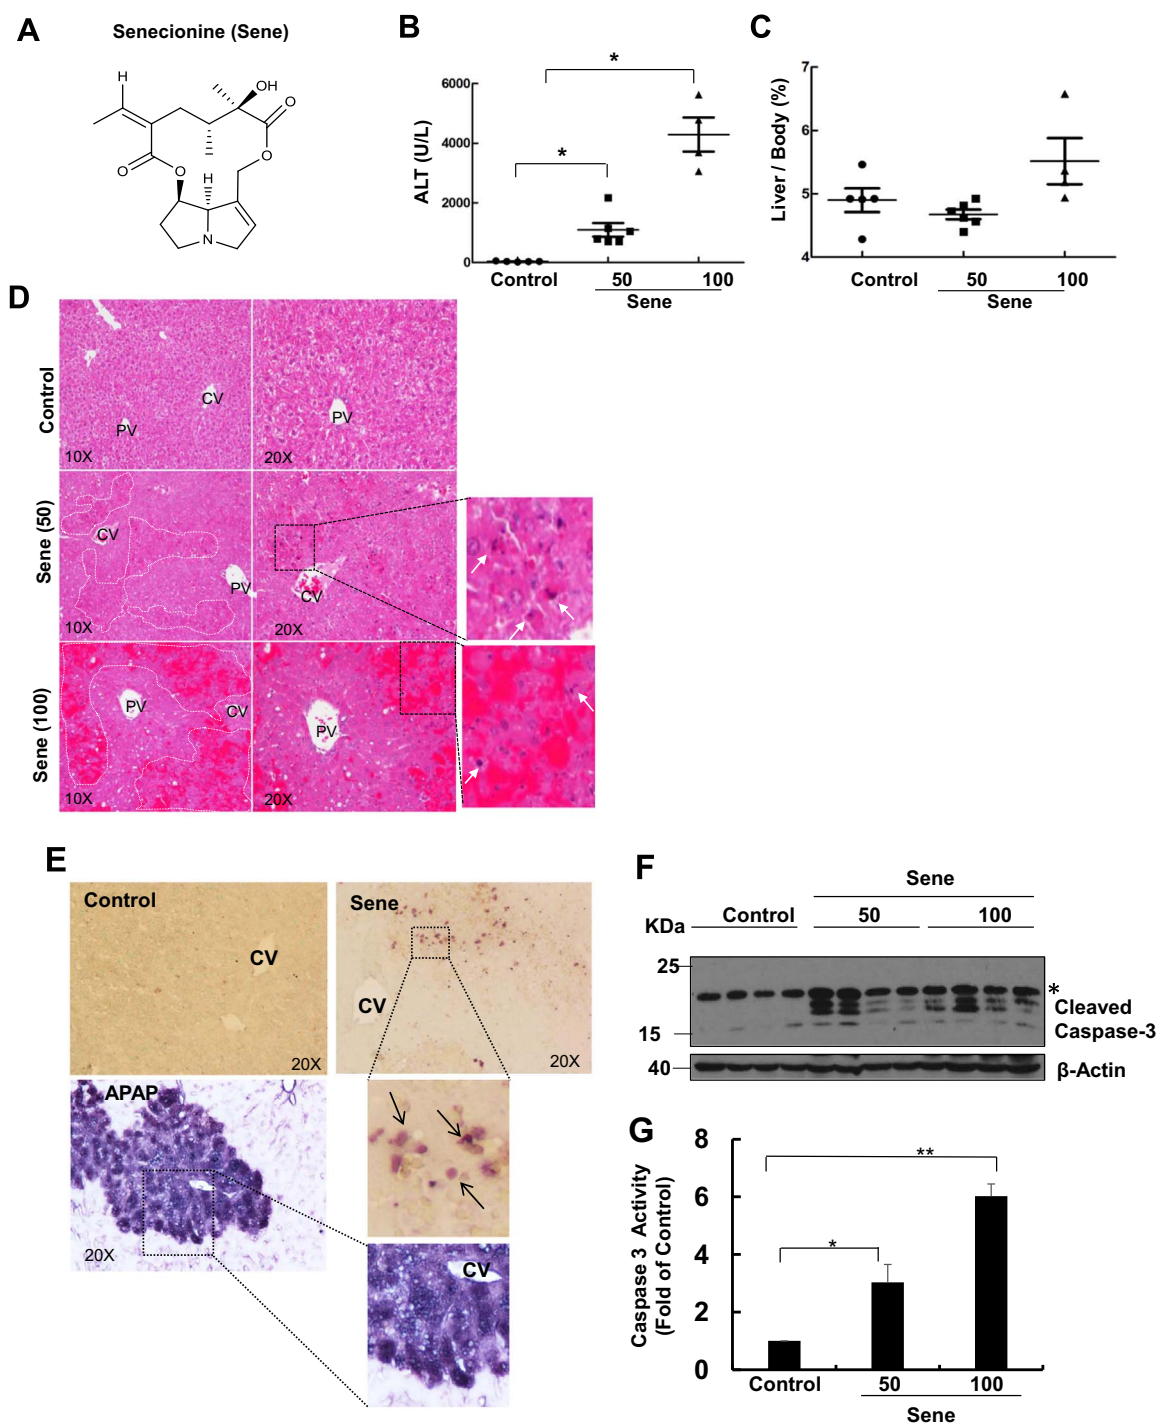 A
Senecionine (Sene)
H
OH
O
O
O
O
H
N
B
ALT (U/L)
6000
4000
2000
0
*
*
Control
50
100
Sene
C
Liver / Body (%)
7
6
5
4
Control
50
100
Sene
D
Control
CV
PV
10X
PV
20X
Sene (50)
CV
PV
10X
CV
20X
Sene (100)
PV
CV
10X
PV
20X
E
Control
CV
20X
Sene
CV
20X
APAP
20X
CV
F
Sene
Control
50
100
KDa
25
15
*
Cleaved
Caspase-3
40
β-Actin
G
Caspase 3 Activity
(Fold of Control)
8
6
4
2
0
**
*
Control
50
100
Sene